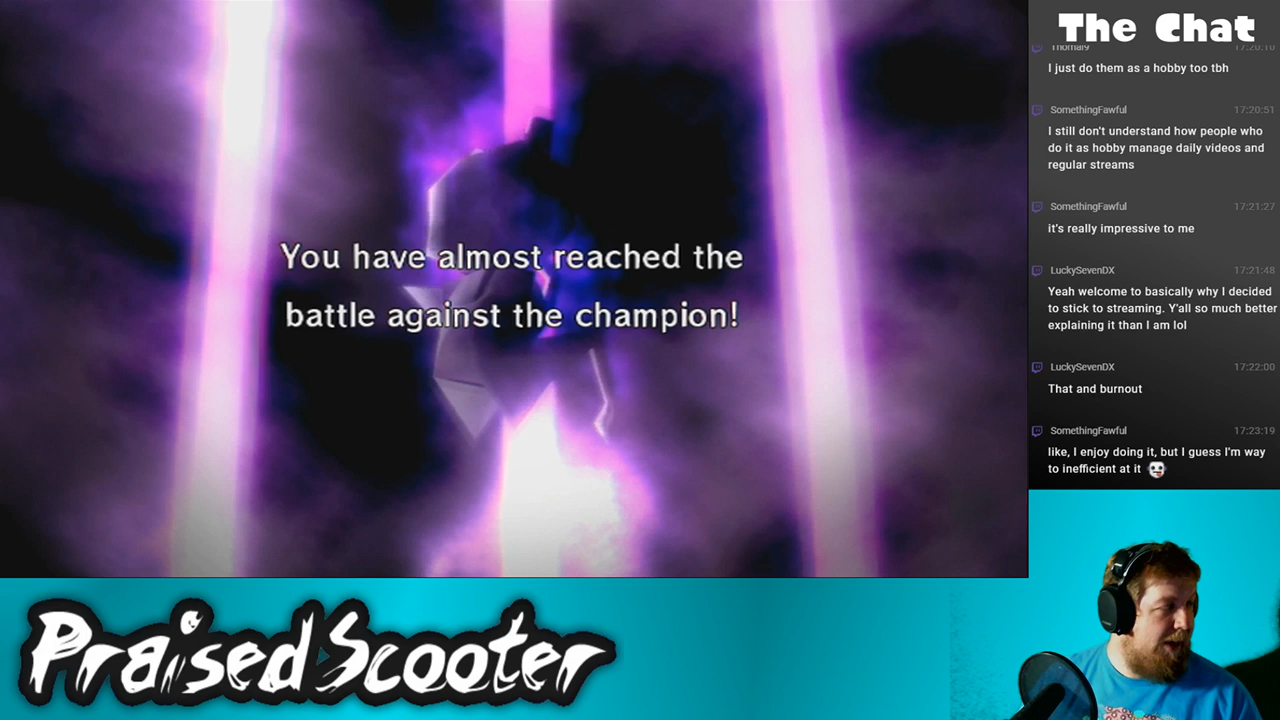 The Chat
Thomaj9 17:20:10
I just do them as a hobby too tbh
SomethingFawful 17:20:51
I still don't understand how people who
do it as hobby manage daily videos and
regular streams
SomethingFawful 17:21:27
it's really impressive to me
LuckySevenDX 17:21:48
Yeah welcome to basically why I decided
to stick to streaming. Y'all so much better
explaining it than I am lol
LuckySevenDX 17:22:00
That and burnout
SomethingFawful 17:23:19
like, I enjoy doing it, but I guess I'm way
to inefficient at it
You have almost reached the
battle against the champion!
PraisedScooter